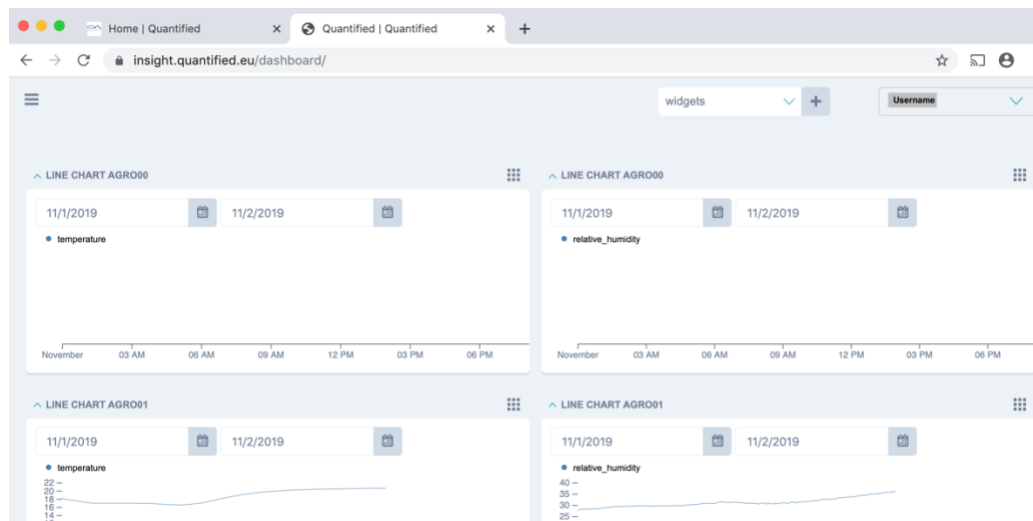 Home | Quantified
Quantified | Quantified
insight.quantified.eu/dashboard/
widgets
Username
LINE CHART AGRO00
11/1/2019 11/2/2019
temperature
November 03 AM 06 AM 09 AM 12 PM 03 PM 06 PM
LINE CHART AGRO00
11/1/2019 11/2/2019
relative_humidity
November 03 AM 06 AM 09 AM 12 PM 03 PM 06 PM
LINE CHART AGRO01
11/1/2019 11/2/2019
temperature
22
20
18
16
14
LINE CHART AGRO01
11/1/2019 11/2/2019
relative_humidity
40
35
30
25